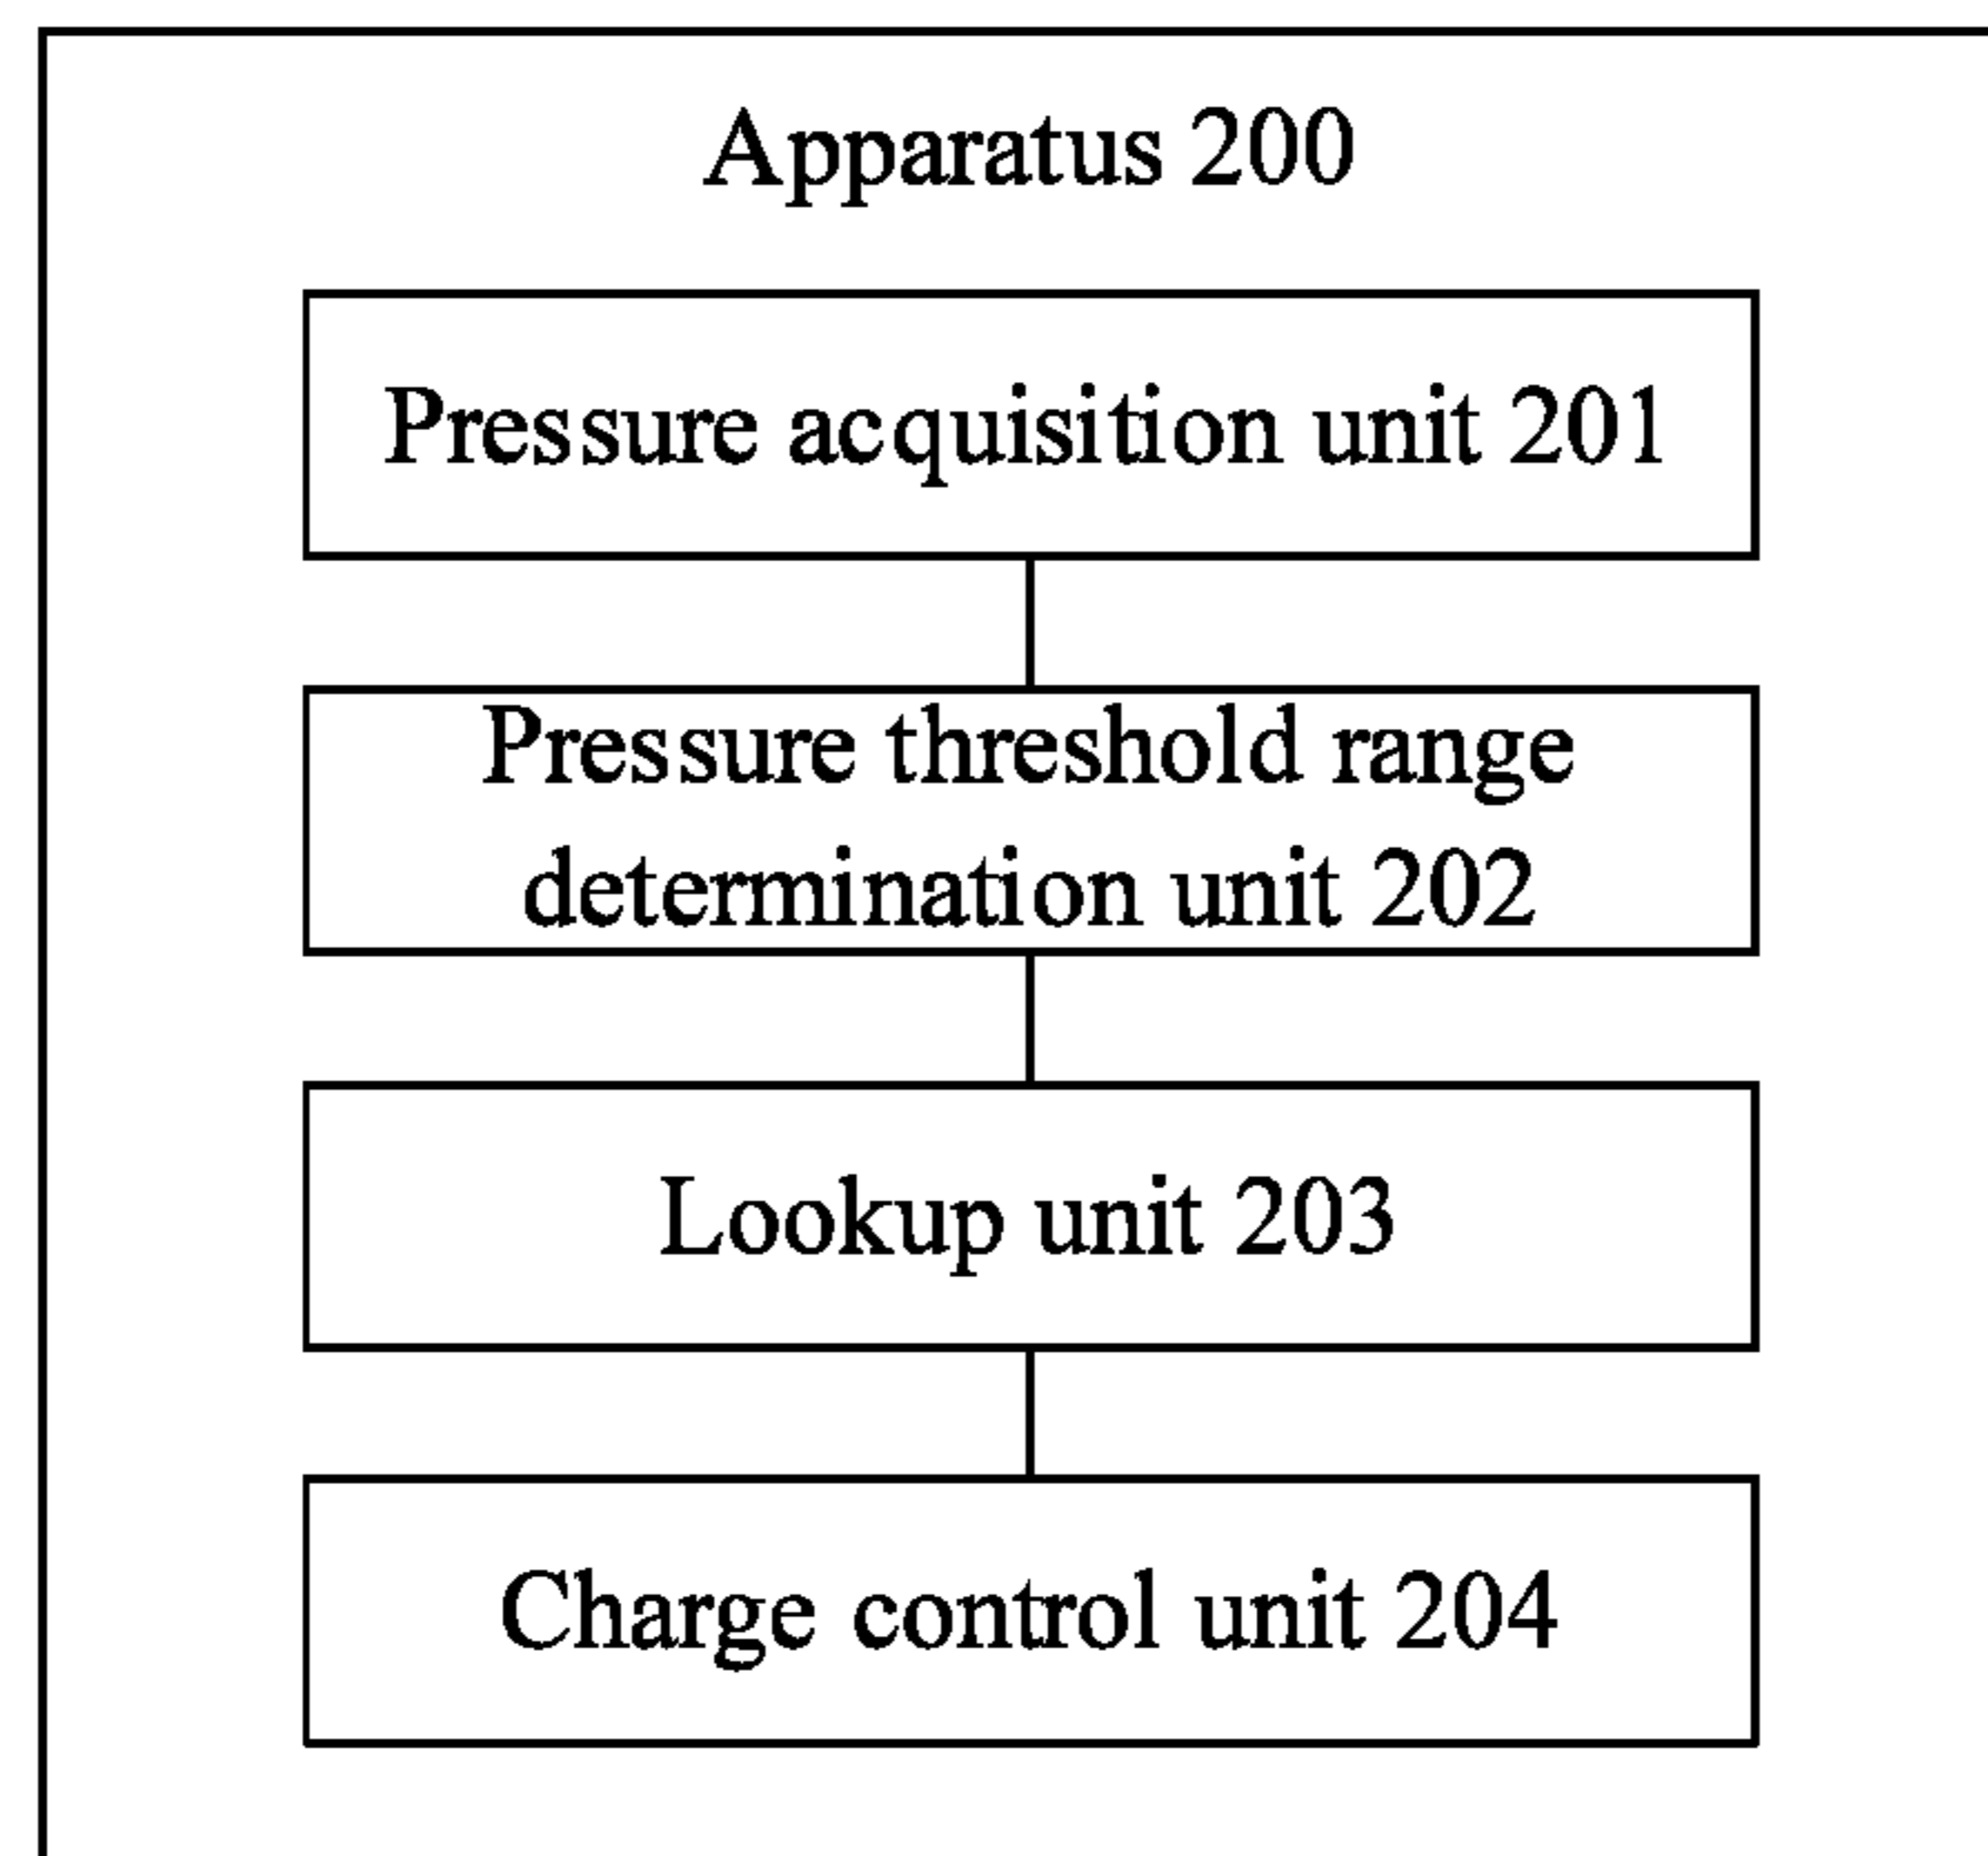 Apparatus 200
Pressure acquisition unit 201
Pressure threshold range
determination unit 202
Lookup unit 203
Charge control unit 204